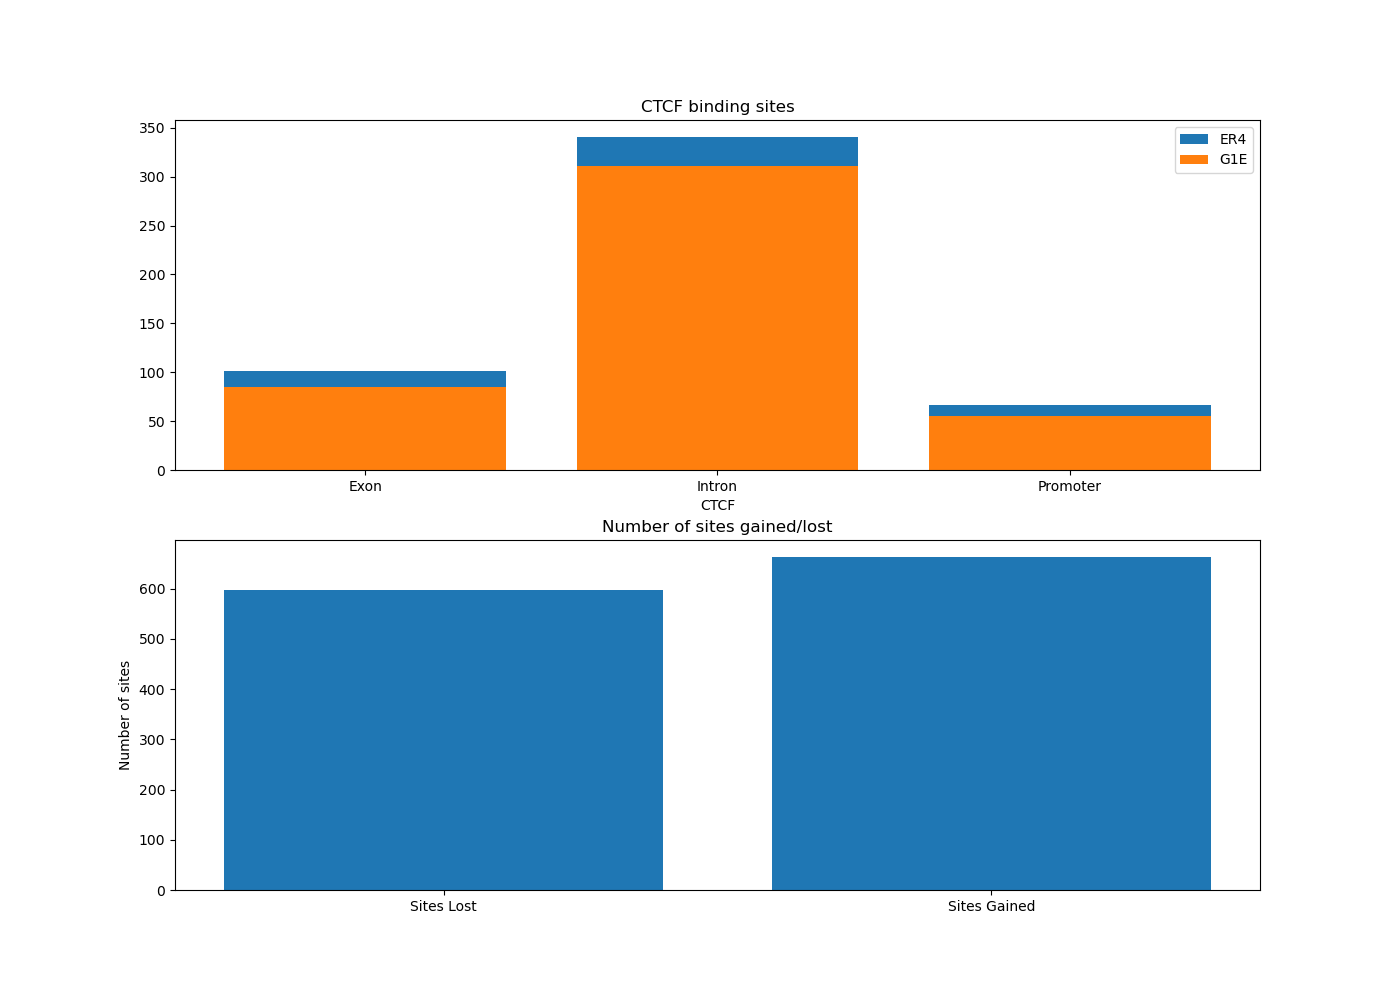 CTCF binding sites
350
300
250
200
150
100
50
0
ER4
G1E
Exon Intron Promoter
CTCF
Number of sites gained/lost
Number of sites
600
500
400
300
200
100
0
Sites Lost Sites Gained